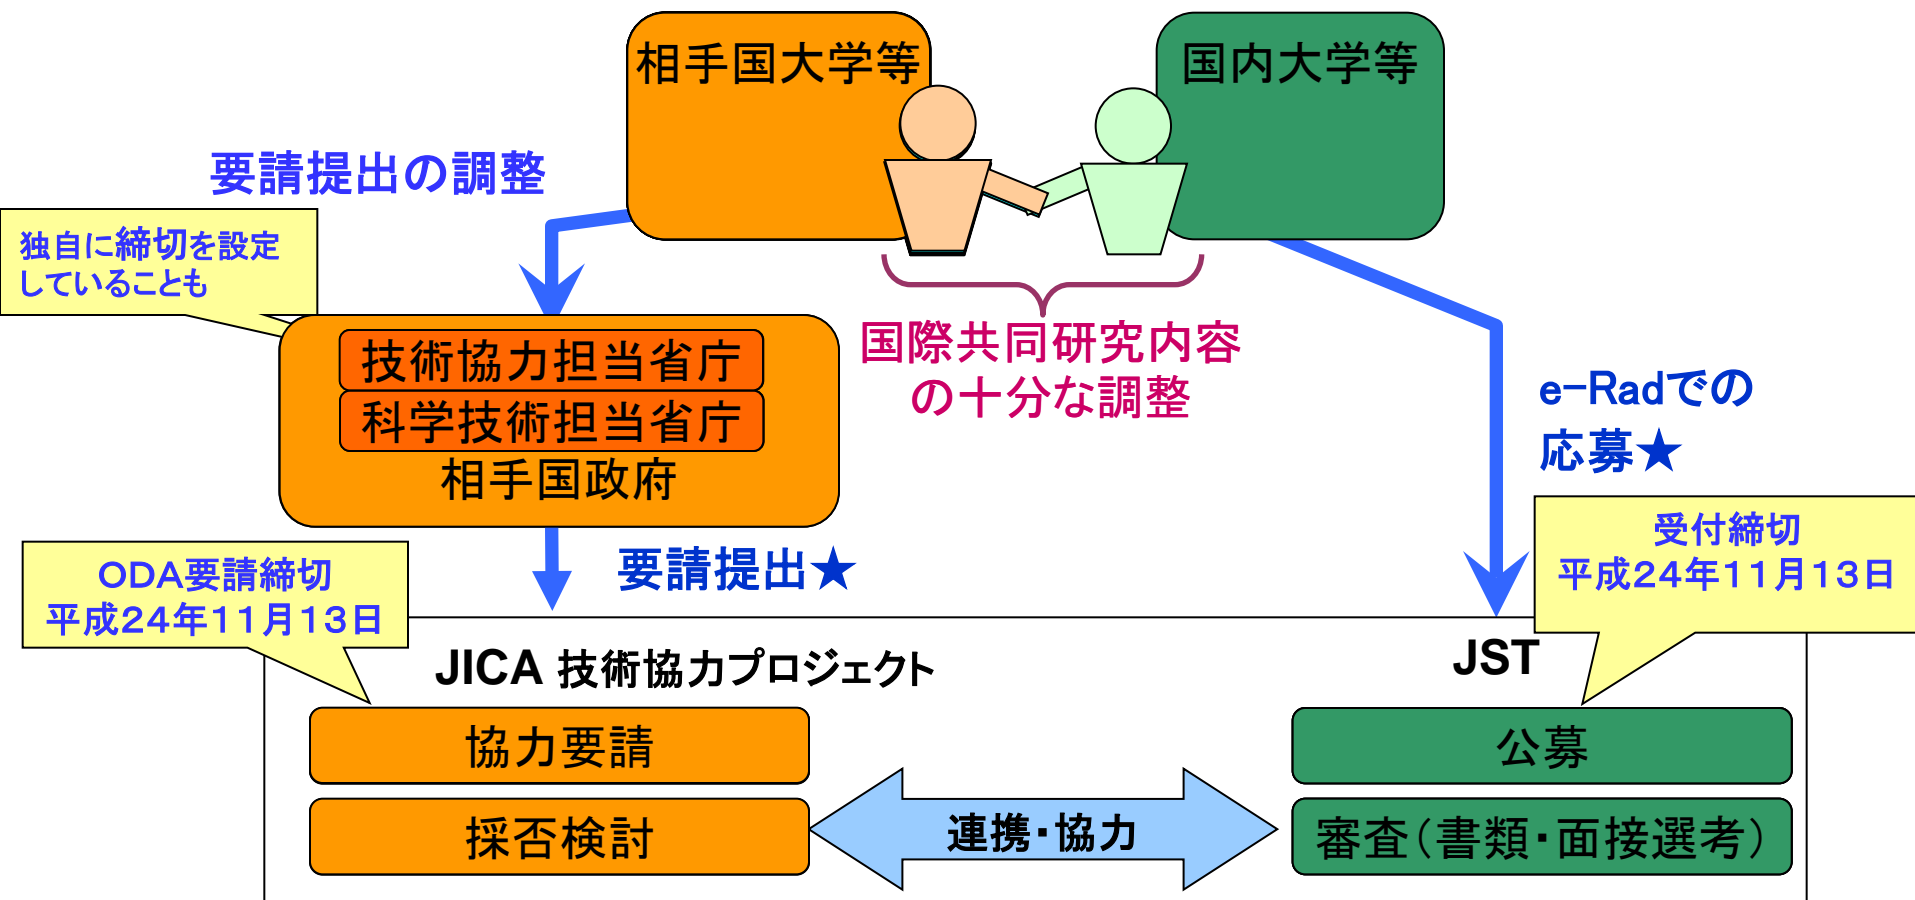 相手国大学等
国内大学等
要請提出の調整
独自に締切を設定
していることも
技術協力担当省庁
科学技術担当省庁
相手国政府
国際共同研究内容
の十分な調整
e-Radでの
応募★
受付締切
平成24年11月13日
ODA要請締切
平成24年11月13日
要請提出★
JICA 技術協力プロジェクト
JST
協力要請
公募
採否検討
連携・協力
審査(書類・面接選考)